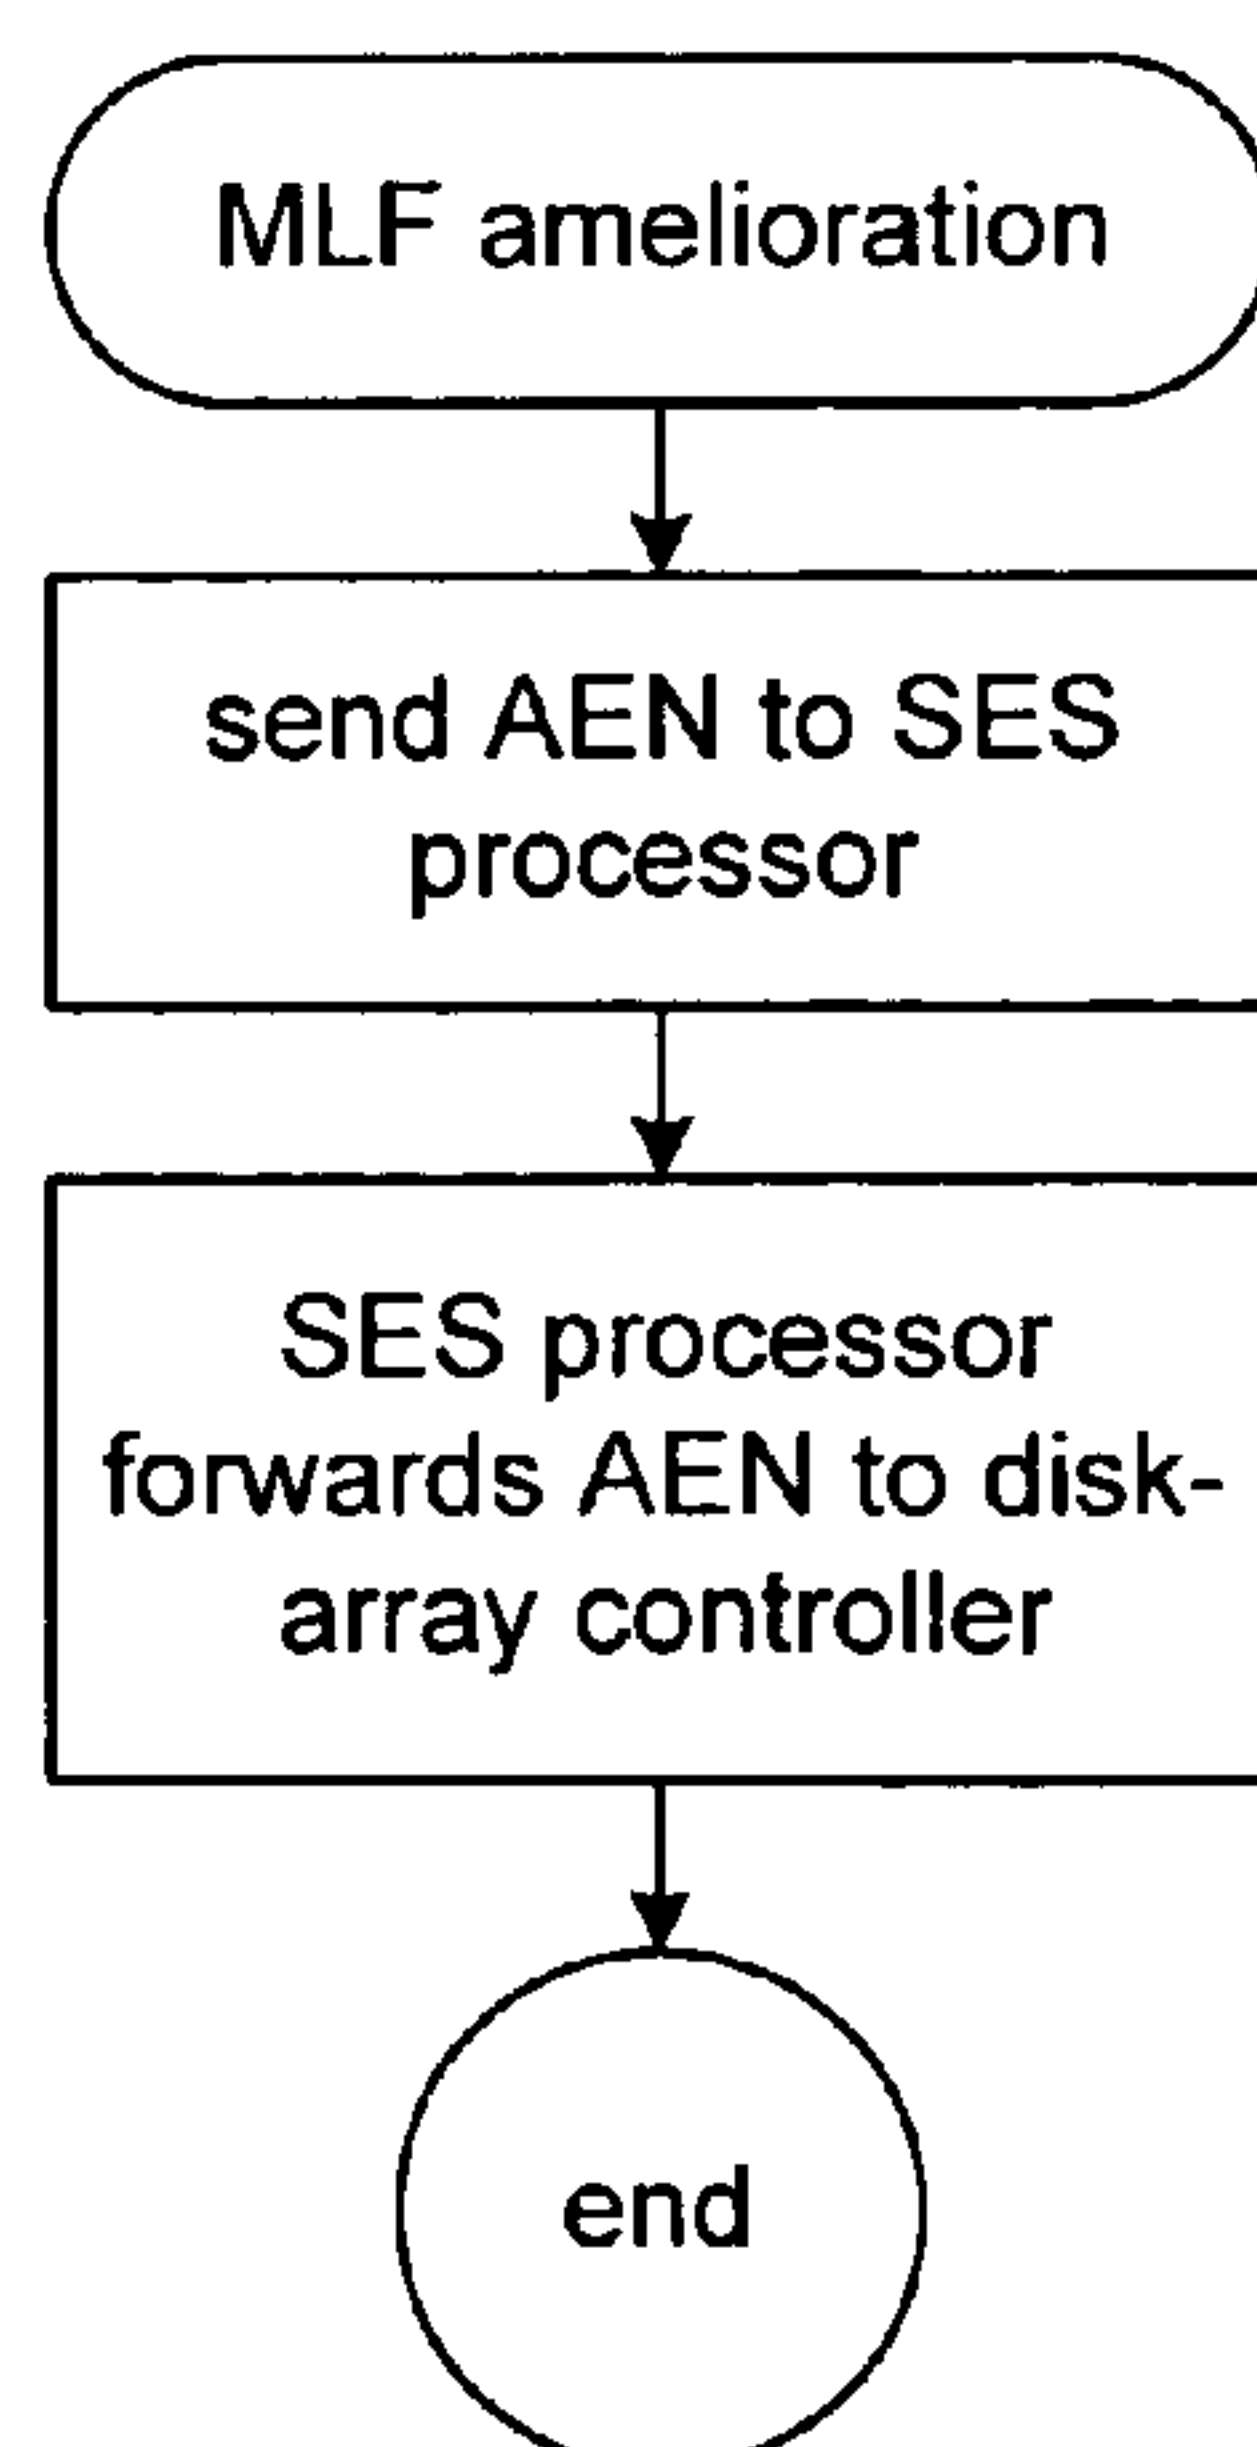 MLF amelioration
send AEN to SES
processor
SES processor
forwards AEN to disk-
array controller
end